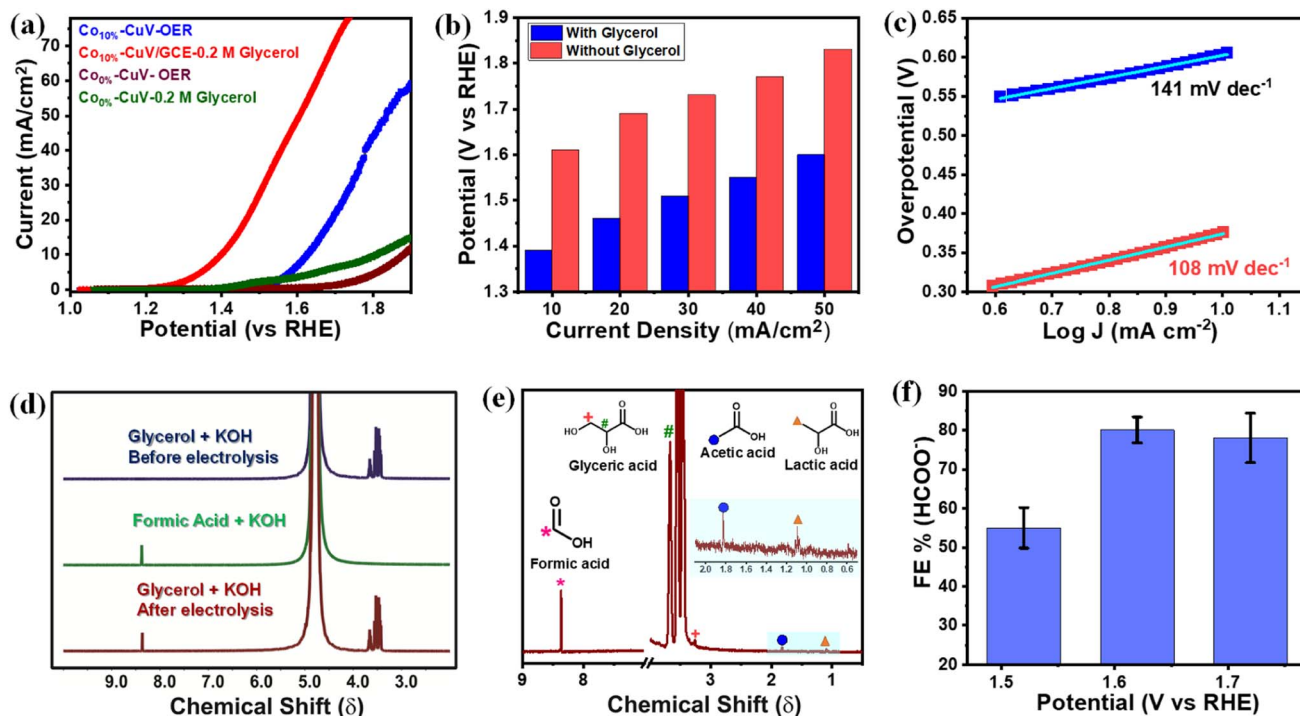 (a)
Co10%-CuV-OER
Co10%-CuV/GCE-0.2 M Glycerol
Co0%-CuV- OER
Co0%-CuV-0.2 M Glycerol
Current (mA/cm2)
70
60
50
40
30
20
10
0
1.0 1.2 1.4 1.6 1.8
Potential (vs RHE)
(b)
With Glycerol
Without Glycerol
Potential (V vs RHE)
1.9
1.8
1.7
1.6
1.5
1.4
1.3
10 20 30 40 50
Current Density (mA/cm2)
(c)
Overpotential (V)
0.65
0.60
0.55
0.40
0.35
0.30
141 mV dec-1
108 mV dec-1
0.6 0.7 0.8 0.9 1.0 1.1
Log J (mA cm-2)
(d)
Glycerol + KOH
Before electrolysis
Formic Acid + KOH
Glycerol + KOH
After electrolysis
9.0 8.0 7.0 6.0 5.0 4.0 3.0
Chemical Shift (δ)
(e)
#
+
#
HO
O
OH
OH
Glyceric acid
O
OH
Acetic acid
O
OH
OH
Lactic acid
O
*
OH
Formic acid
*
+
2.0 1.8 1.6 1.4 1.2 1.0 0.8 0.6
9 3 2 1
Chemical Shift (δ)
(f)
FE % (HCOO-)
90
80
70
60
50
40
30
20
1.5 1.6 1.7
Potential (V vs RHE)